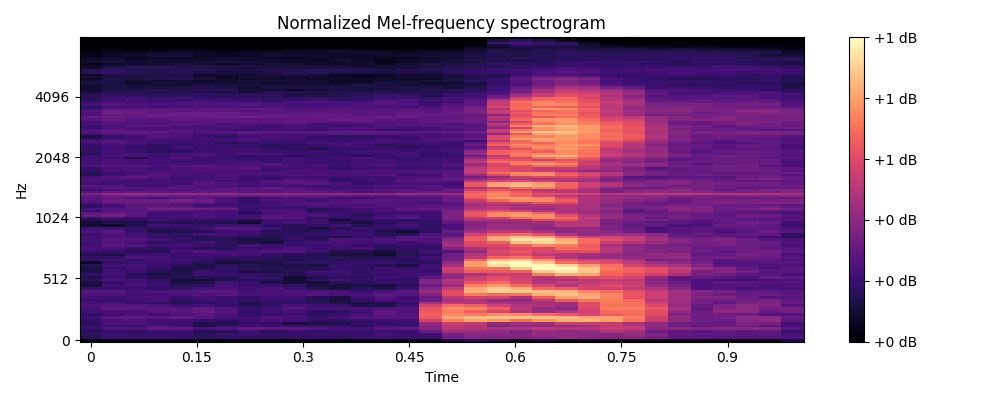 Normalized Mel-frequency spectrogram
+1 dB
4096
+1 dB
2048
+1 dB
Hz
1024
+0 dB
512
+0 dB
0
+0 dB
0 0.15 0.3 0.45 0.6 0.75 0.9
Time